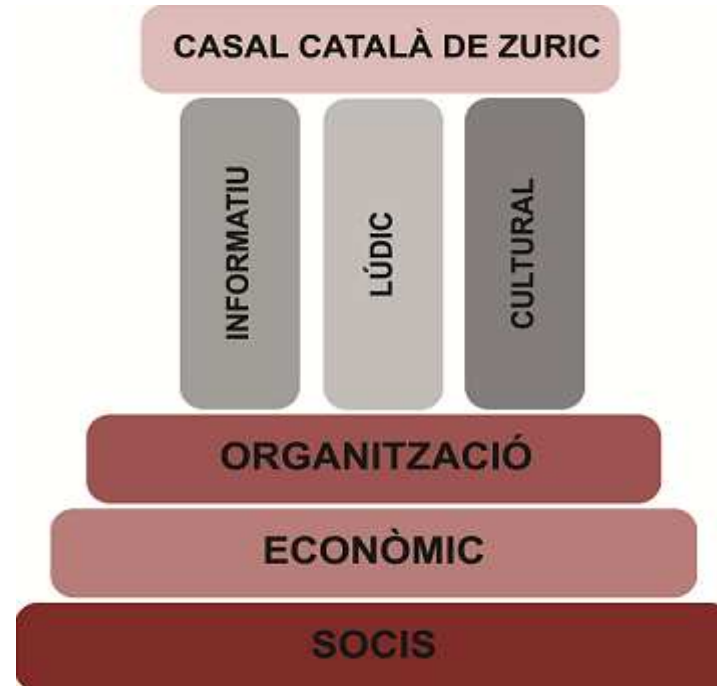 CASAL CATALÀ DE ZURIC
INFORMATIU
LÚDIC
CULTURAL
ORGANITZACIÓ
ECONÒMIC
SOCIS